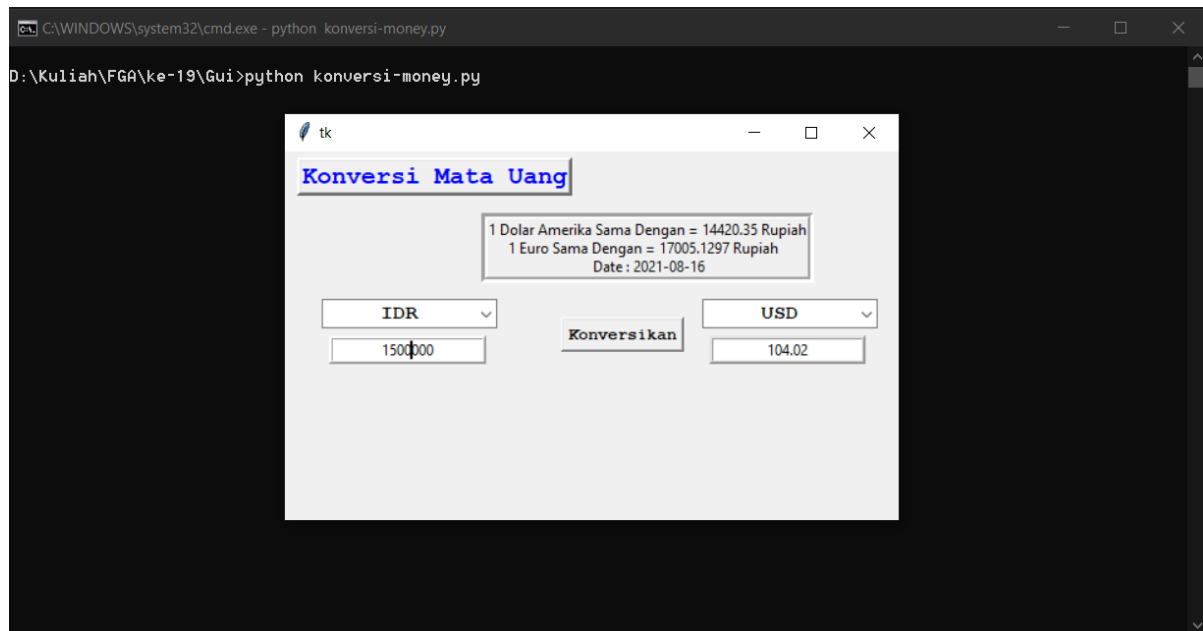 C:\WINDOWS\system32\cmd.exe - python konversi-money.py
D:\Kuliah\FGA\ke-19\Gui>python konversi-money.py
tk
Konversi Mata Uang
1 Dolar Amerika Sama Dengan = 14420.35 Rupiah
1 Euro Sama Dengan = 17005.1297 Rupiah
Date : 2021-08-16
IDR
USD
Konversikan
1500000
104.02